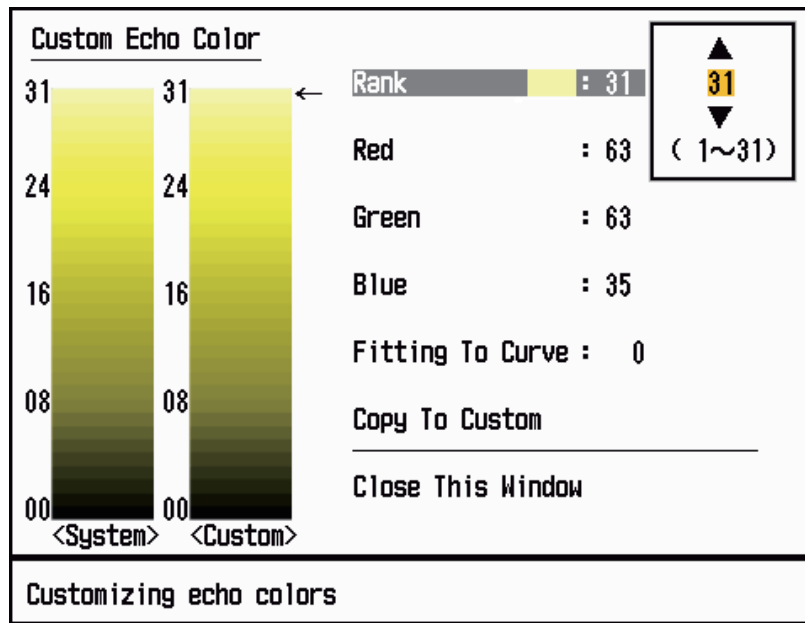 Custom Echo Color
31
24
16
08
00
<System>
31
24
16
08
00
<Custom>
←
Rank : 31
Red : 63
Green : 63
Blue : 35
Fitting To Curve : 0
Copy To Custom
Close This Window
▲
31
▼
( 1～31)
Customizing echo colors